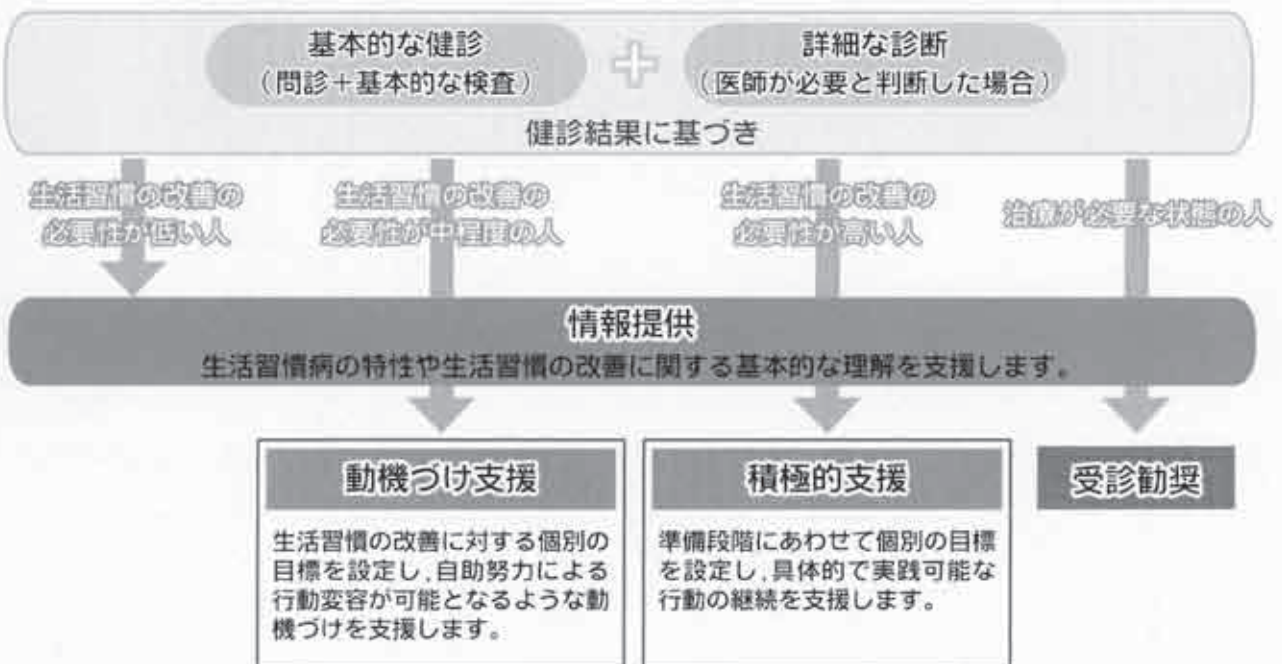 基本的な健診
（問診＋基本的な検査）
＋
詳細な診断
（医師が必要と判断した場合）
健診結果に基づき
生活習慣の改善の
必要性が低い人
生活習慣の改善の
必要性が中程度の人
生活習慣の改善の
必要性が高い人
治療が必要な状態の人
情報提供
生活習慣病の特性や生活習慣の改善に関する基本的な理解を支援します。
動機づけ支援
生活習慣の改善に対する個別の
目標を設定し,自助努力による
行動変容が可能となるような動
機づけを支援します。
積極的支援
準備段階にあわせて個別の目標
を設定し,具体的で実践可能な
行動の継続を支援します。
受診勧奨